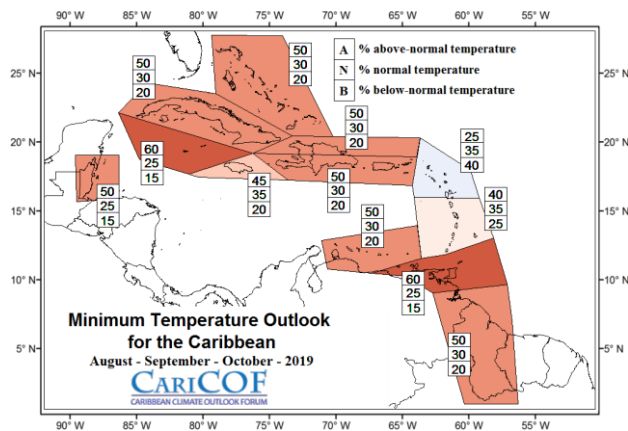 A % above-normal temperature
N % normal temperature
B % below-normal temperature
25° N
20° N
15° N
10° N
5° N
50
30
20
50
30
20
50
30
20
25
35
40
60
25
15
45
35
20
50
30
20
50
25
15
40
35
25
50
30
20
60
25
15
50
30
20
Minimum Temperature Outlook
for the Caribbean
August - September - October - 2019
CARICOF
CARIBBEAN CLIMATE OUTLOOK FORUM
90° W
85° W
80° W
75° W
70° W
65° W
60° W
55° W